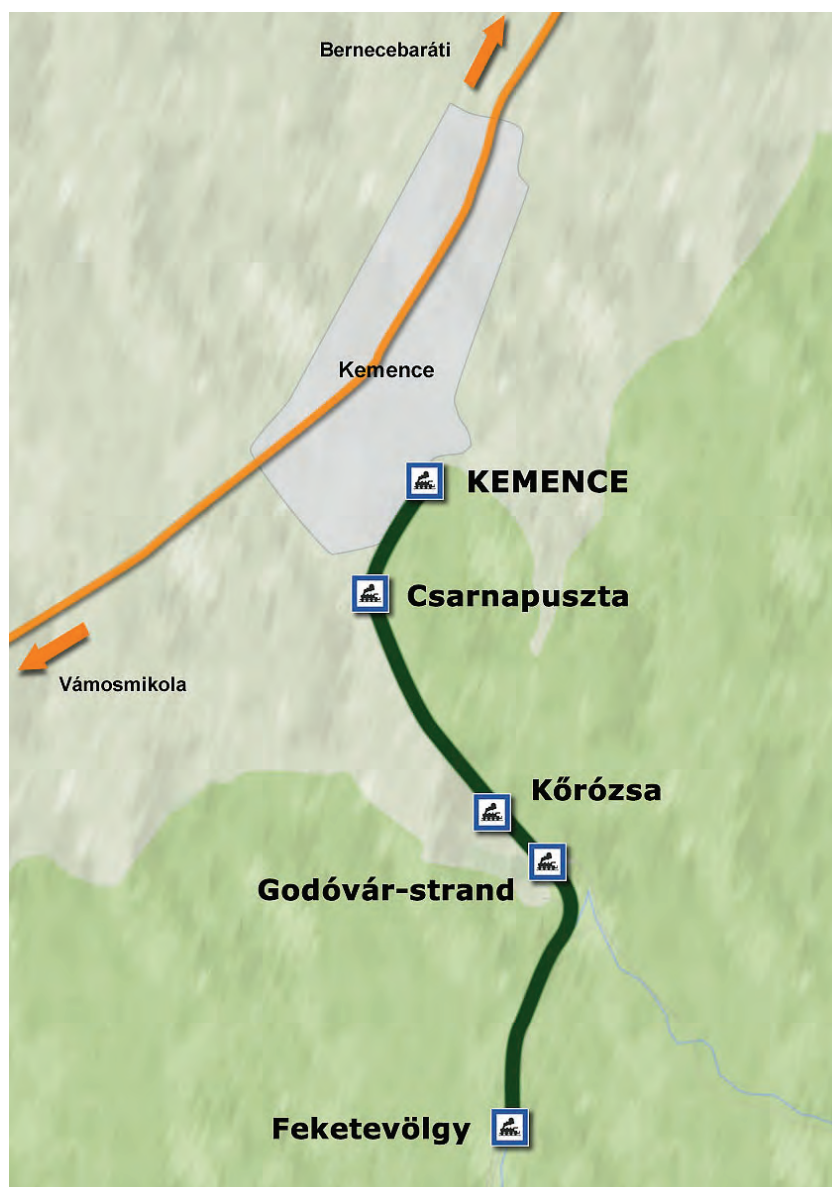 Bernecebaráti
Kemence
KEMENCE
Csarnapuszta
Vámosmikola
Kőrózsa
Godóvár-strand
Feketevölgy